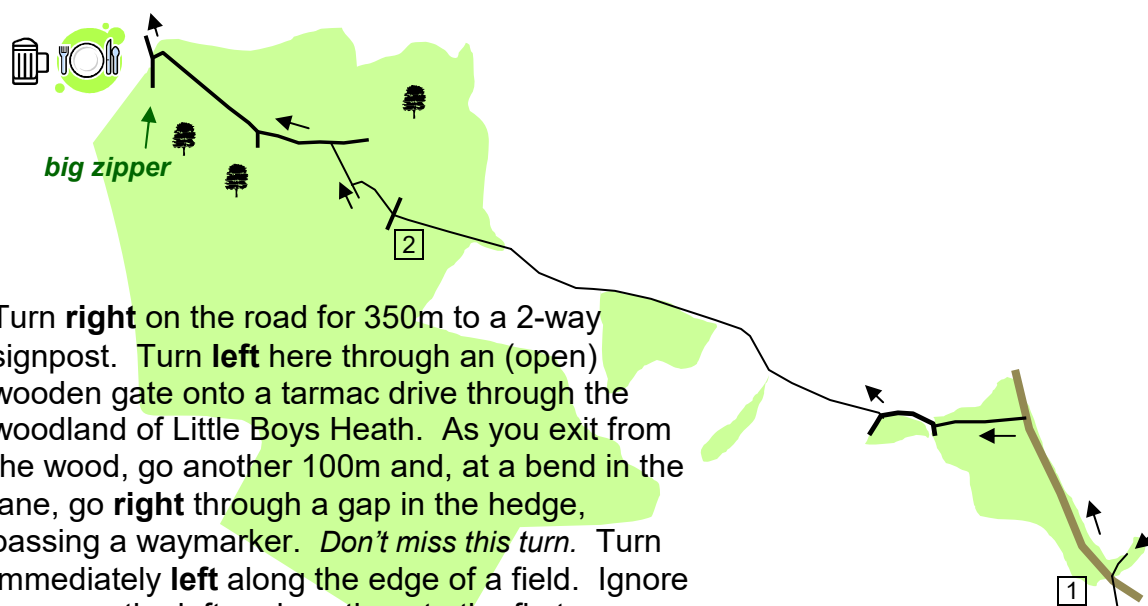 big zipper
2
Turn right on the road for 350m to a 2-way
signpost. Turn left here through an (open)
wooden gate onto a tarmac drive through the
woodland of Little Boys Heath. As you exit from
the wood, go another 100m and, at a bend in the
lane, go right through a gap in the hedge,
passing a waymarker. Don't miss this turn. Turn
immediately left along the edge of a field. Ignore
1